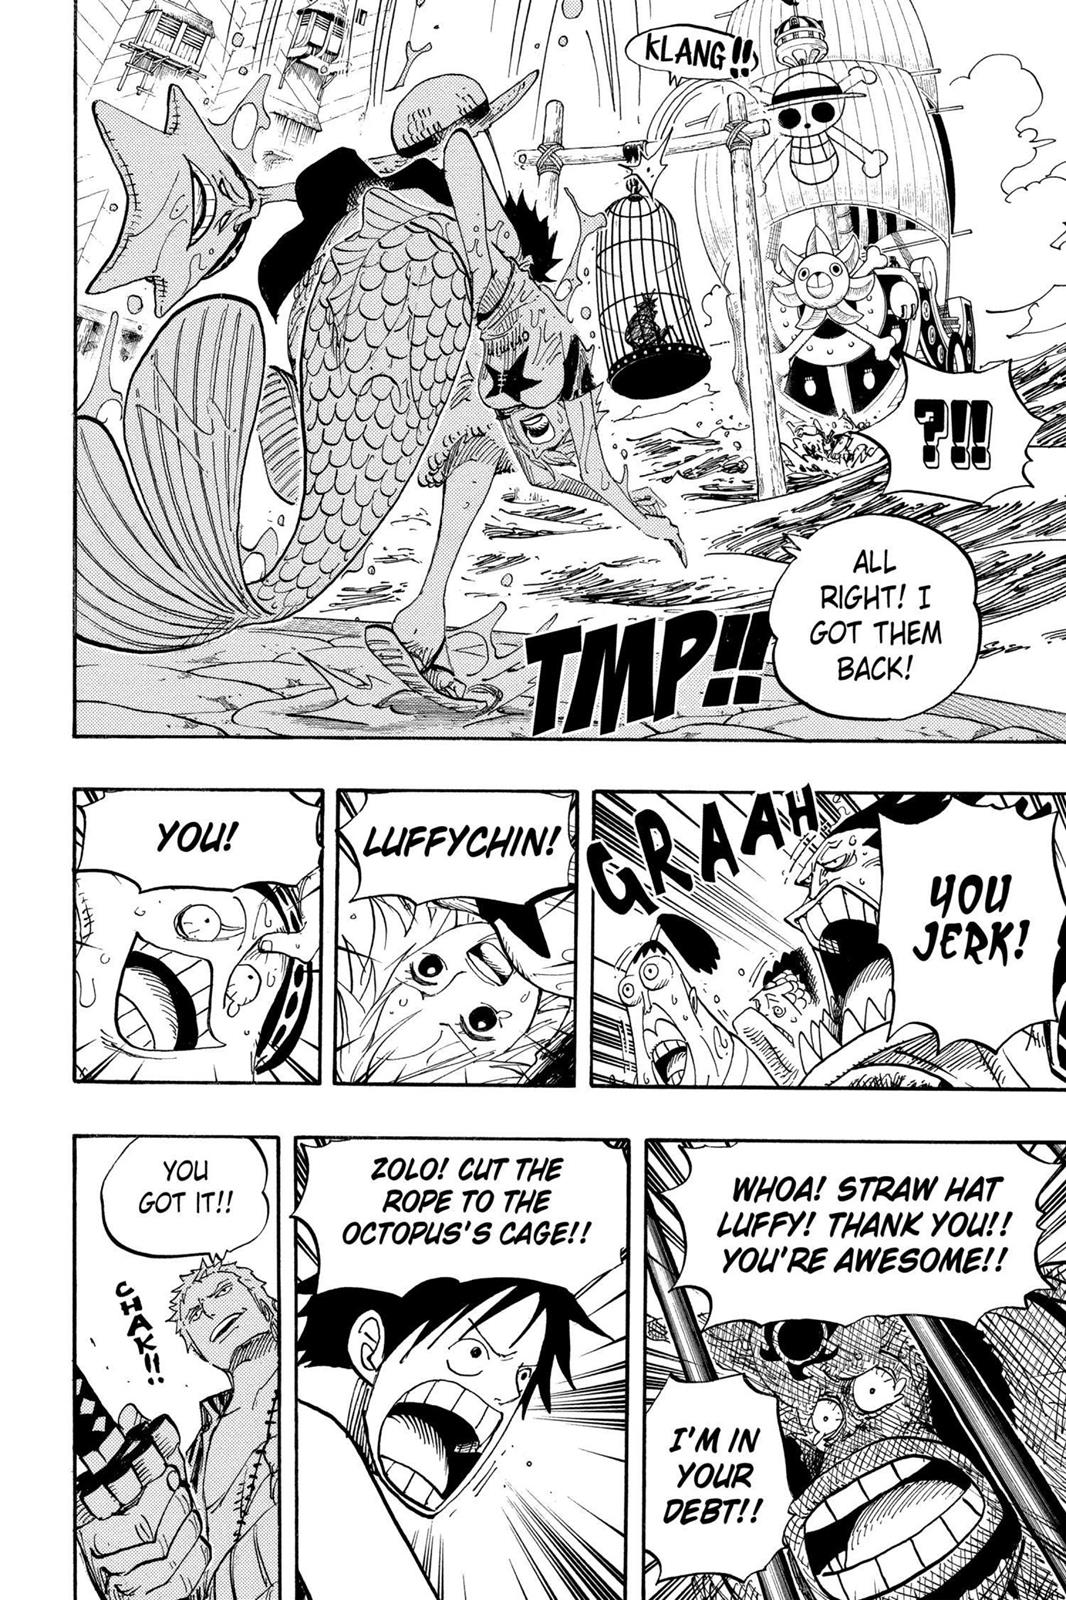 KLANG!!
?!!
ALL
RIGHT! I
GOT THEM
BACK!
TMP!!
YOU!
LUFFYCHIN!
GRAAH
YOU
JERK!
YOU
GOT IT!!
CHAK!!
ZOLO! CUT THE
ROPE TO THE
OCTOPUS'S CAGE!!
WHOA! STRAW HAT
LUFFY! THANK YOU!!
YOU'RE AWESOME!!
I'M IN
YOUR
DEBT!!